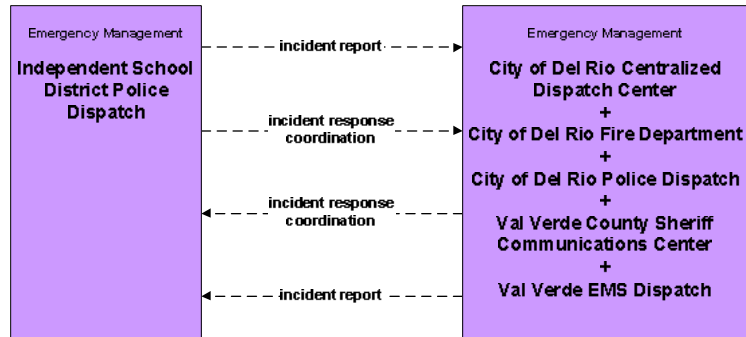 Emergency Management
Independent School
District Police
Dispatch
incident report
incident response
coordination
incident response
coordination
incident report
Emergency Management
City of Del Rio Centralized
Dispatch Center
+
City of Del Rio Fire Department
+
City of Del Rio Police Dispatch
+
Val Verde County Sheriff
Communications Center
+
Val Verde EMS Dispatch